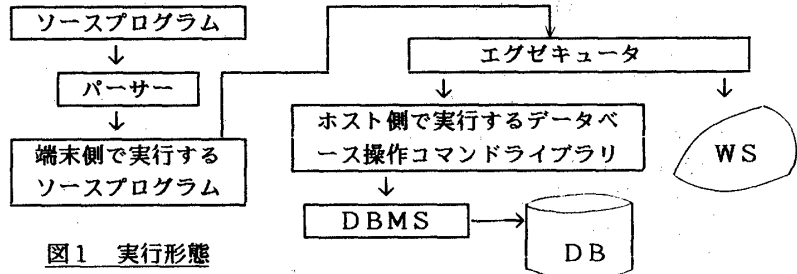 ソースプログラム
パーサー
端末側で実行する
ソースプログラム
エグゼキュータ
ホスト側で実行するデータベ
ース操作コマンドライブラリ
WS
DBMS
DB
図1 実行形態